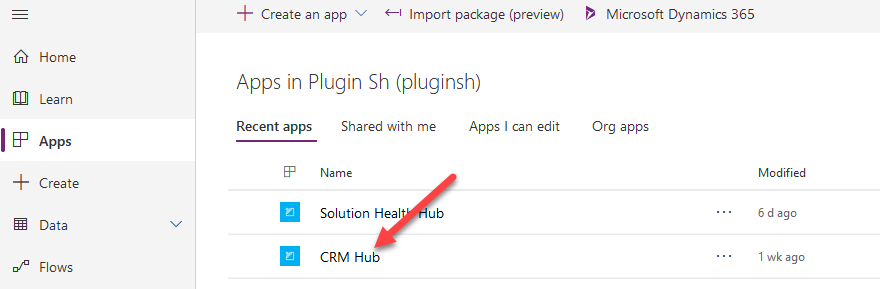 Create an app Import package (preview) Microsoft Dynamics 365
Home
Learn
Apps
Create
Data
Flows
Apps in Plugin Sh (pluginsh)
Recent apps Shared with me Apps I can edit Org apps
Name Modified
Solution Health Hub ... 6 d ago
CRM Hub ... 1 wk ago